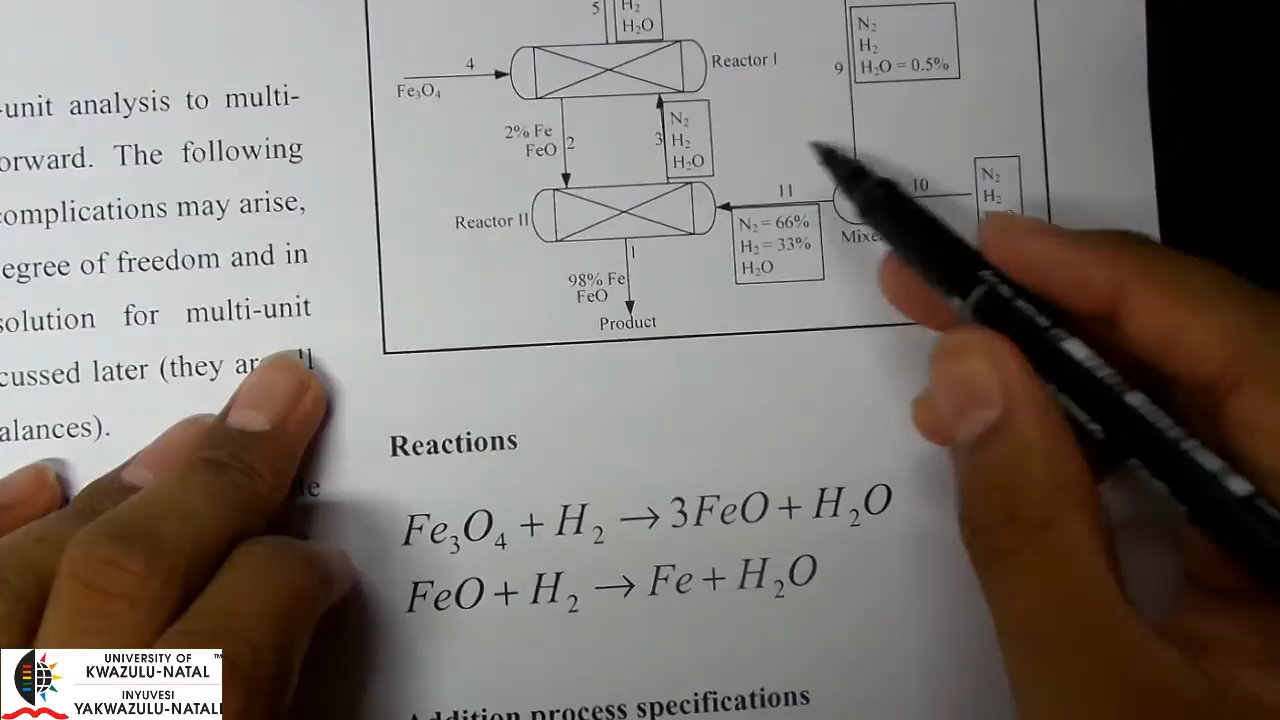 -unit analysis to multi-
orward. The following
complications may arise,
egree of freedom and in
solution for multi-unit
cussed later (they are all
alances).
5
H₂
H₂O
4
Fe₃O₄
Reactor I
N₂
H₂
H₂O = 0.5%
9
2% Fe
FeO
2
3
N₂
H₂
H₂O
Reactor II
11
N₂ = 66%
H₂ = 33%
H₂O
10
N₂
H₂
1
98% Fe
FeO
Product
Reactions
Fe₃O₄ + H₂ → 3FeO + H₂O
FeO + H₂ → Fe + H₂O
Addition process specifications
UNIVERSITY OF ™
KWAZULU-NATAL
INYUVESI
YAKWAZULU-NATALI